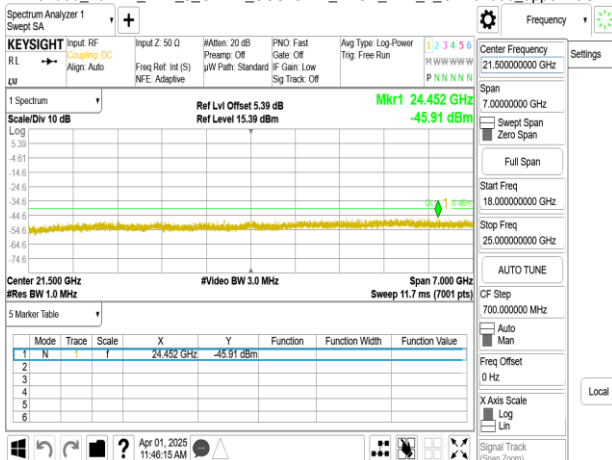 Spectrum Analyzer 1
Swept SA
Frequency
KEYSIGHT Input: RF Input Z: 50 Ω #Atten: 20 dB PNO: Fast Avg Type: Log-Power 1 2 3 4 5 6
RL Coupling: DC Preamp: Off Gate: Off Trig: Free Run M W W W W W
Align: Auto Freq Ref: Int (S) µW Path: Standard IF Gain: Low
NFE: Adaptive Sig Track: Off P N N N N N
1 Spectrum
Ref Lvl Offset 5.39 dB
Mkr1 24.452 GHz
Scale/Div 10 dB
Ref Level 15.39 dBm
-45.91 dBm
Log
5.39
-4.61
-14.6
-24.6
-34.6
-44.6
-54.6
-64.6
-74.6
1
Center 21.500 GHz #Video BW 3.0 MHz Span 7.000 GHz
#Res BW 1.0 MHz Sweep 11.7 ms (7001 pts)
5 Marker Table
Mode Trace Scale X Y Function Function Width Function Value
1 N 1 f 24.452 GHz -45.91 dBm
2
3
4
5
6
Apr 01, 2025
11:46:15 AM
Center Frequency
21.500000000 GHz
Settings
Span
7.00000000 GHz
Swept Span
Zero Span
Full Span
Start Freq
18.000000000 GHz
Stop Freq
25.000000000 GHz
AUTO TUNE
CF Step
700.000000 MHz
Auto
Man
Freq Offset
0 Hz
Local
X Axis Scale
Log
Lin
Signal Track
(Span Zoom)